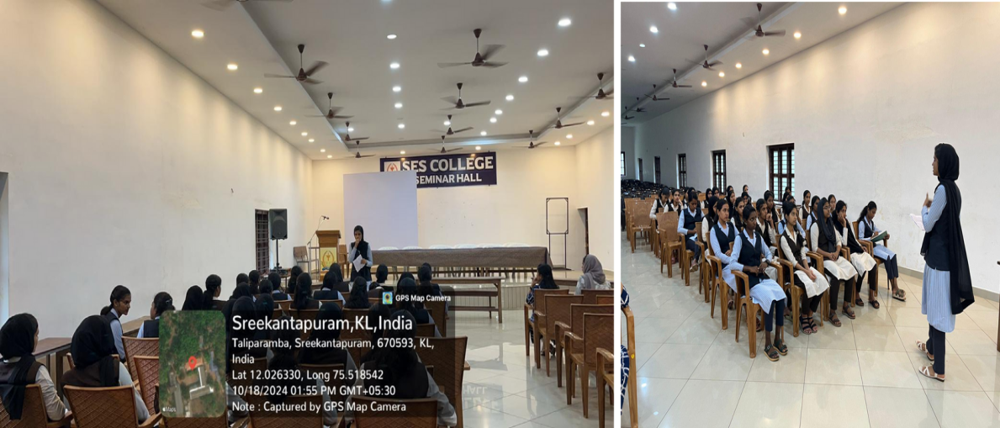 SES COLLEGE
SEMINAR HALL
GPS Map Camera
Sreekantapuram,KL,India
Taliparamba, Sreekantapuram, 670593, KL,
India
Lat 12.026330, Long 75.518542
10/18/2024 01:55 PM GMT+05:30
Note : Captured by GPS Map Camera
Maps